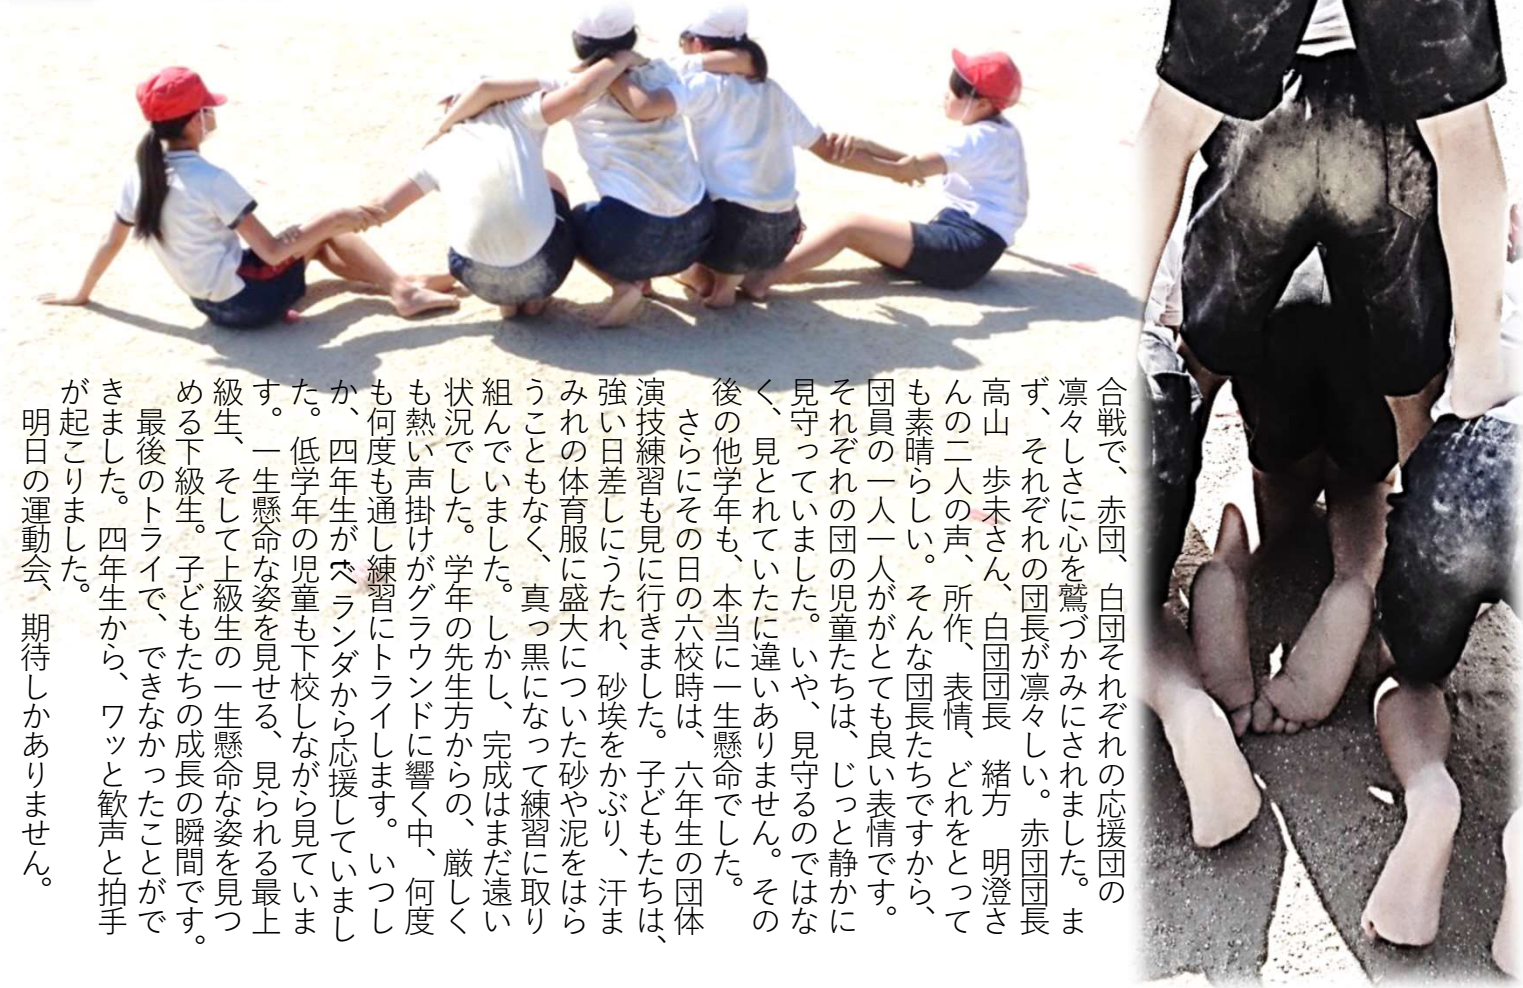 合戦で、赤団、白団それぞれの応援団の
凛々しさに心を鷲づかみにされました。ま
ず、それぞれの団長が凛々しい。赤団団長
高山　歩未さん、白団団長　緒方　明澄さ
んの二人の声、所作、表情、どれをとって
も素晴らしい。そんな団長たちですから、
団員の一人一人ががとても良い表情です。
それぞれの団の児童たちは、じっと静かに
見守っていました。いや、見守るのではな
く、見とれていたに違いありません。その
後の他学年も、本当に一生懸命でした。
　さらにその日の六校時は、六年生の団体
演技練習も見に行きました。子どもたちは、
強い日差しにうたれ、砂埃をかぶり、汗ま
みれの体育服に盛大についた砂や泥をはら
うこともなく、真っ黒になって練習に取り
組んでいました。しかし、完成はまだ遠い
状況でした。学年の先生方からの、厳しく
も熱い声掛けがグラウンドに響く中、何度
も何度も通し練習にトライします。いつし
か、四年生がtベランダから応援していまし
た。低学年の児童も下校しながら見ていま
す。一生懸命な姿を見せる、見られる最上
級生、そして上級生の一生懸命な姿を見つ
める下級生。子どもたちの成長の瞬間です。
　最後のトライで、できなかったことがで
きました。四年生から、ワッと歓声と拍手
が起こりました。
　明日の運動会、期待しかありません。